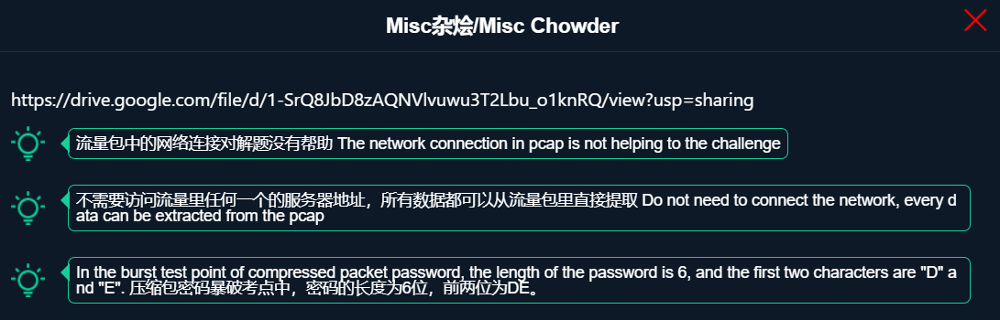 Misc杂烩/Misc Chowder
https://drive.google.com/file/d/1-SrQ8JbD8zAQNVlvuwu3T2Lbu_o1knRQ/view?usp=sharing
流量包中的网络连接对解题没有帮助 The network connection in pcap is not helping to the challenge
不需要访问流量里任何一个的服务器地址，所有数据都可以从流量包里直接提取 Do not need to connect the network, every d
ata can be extracted from the pcap
In the burst test point of compressed packet password, the length of the password is 6, and the first two characters are "D" a
nd "E". 压缩包密码暴破考点中，密码的长度为6位，前两位为DE。